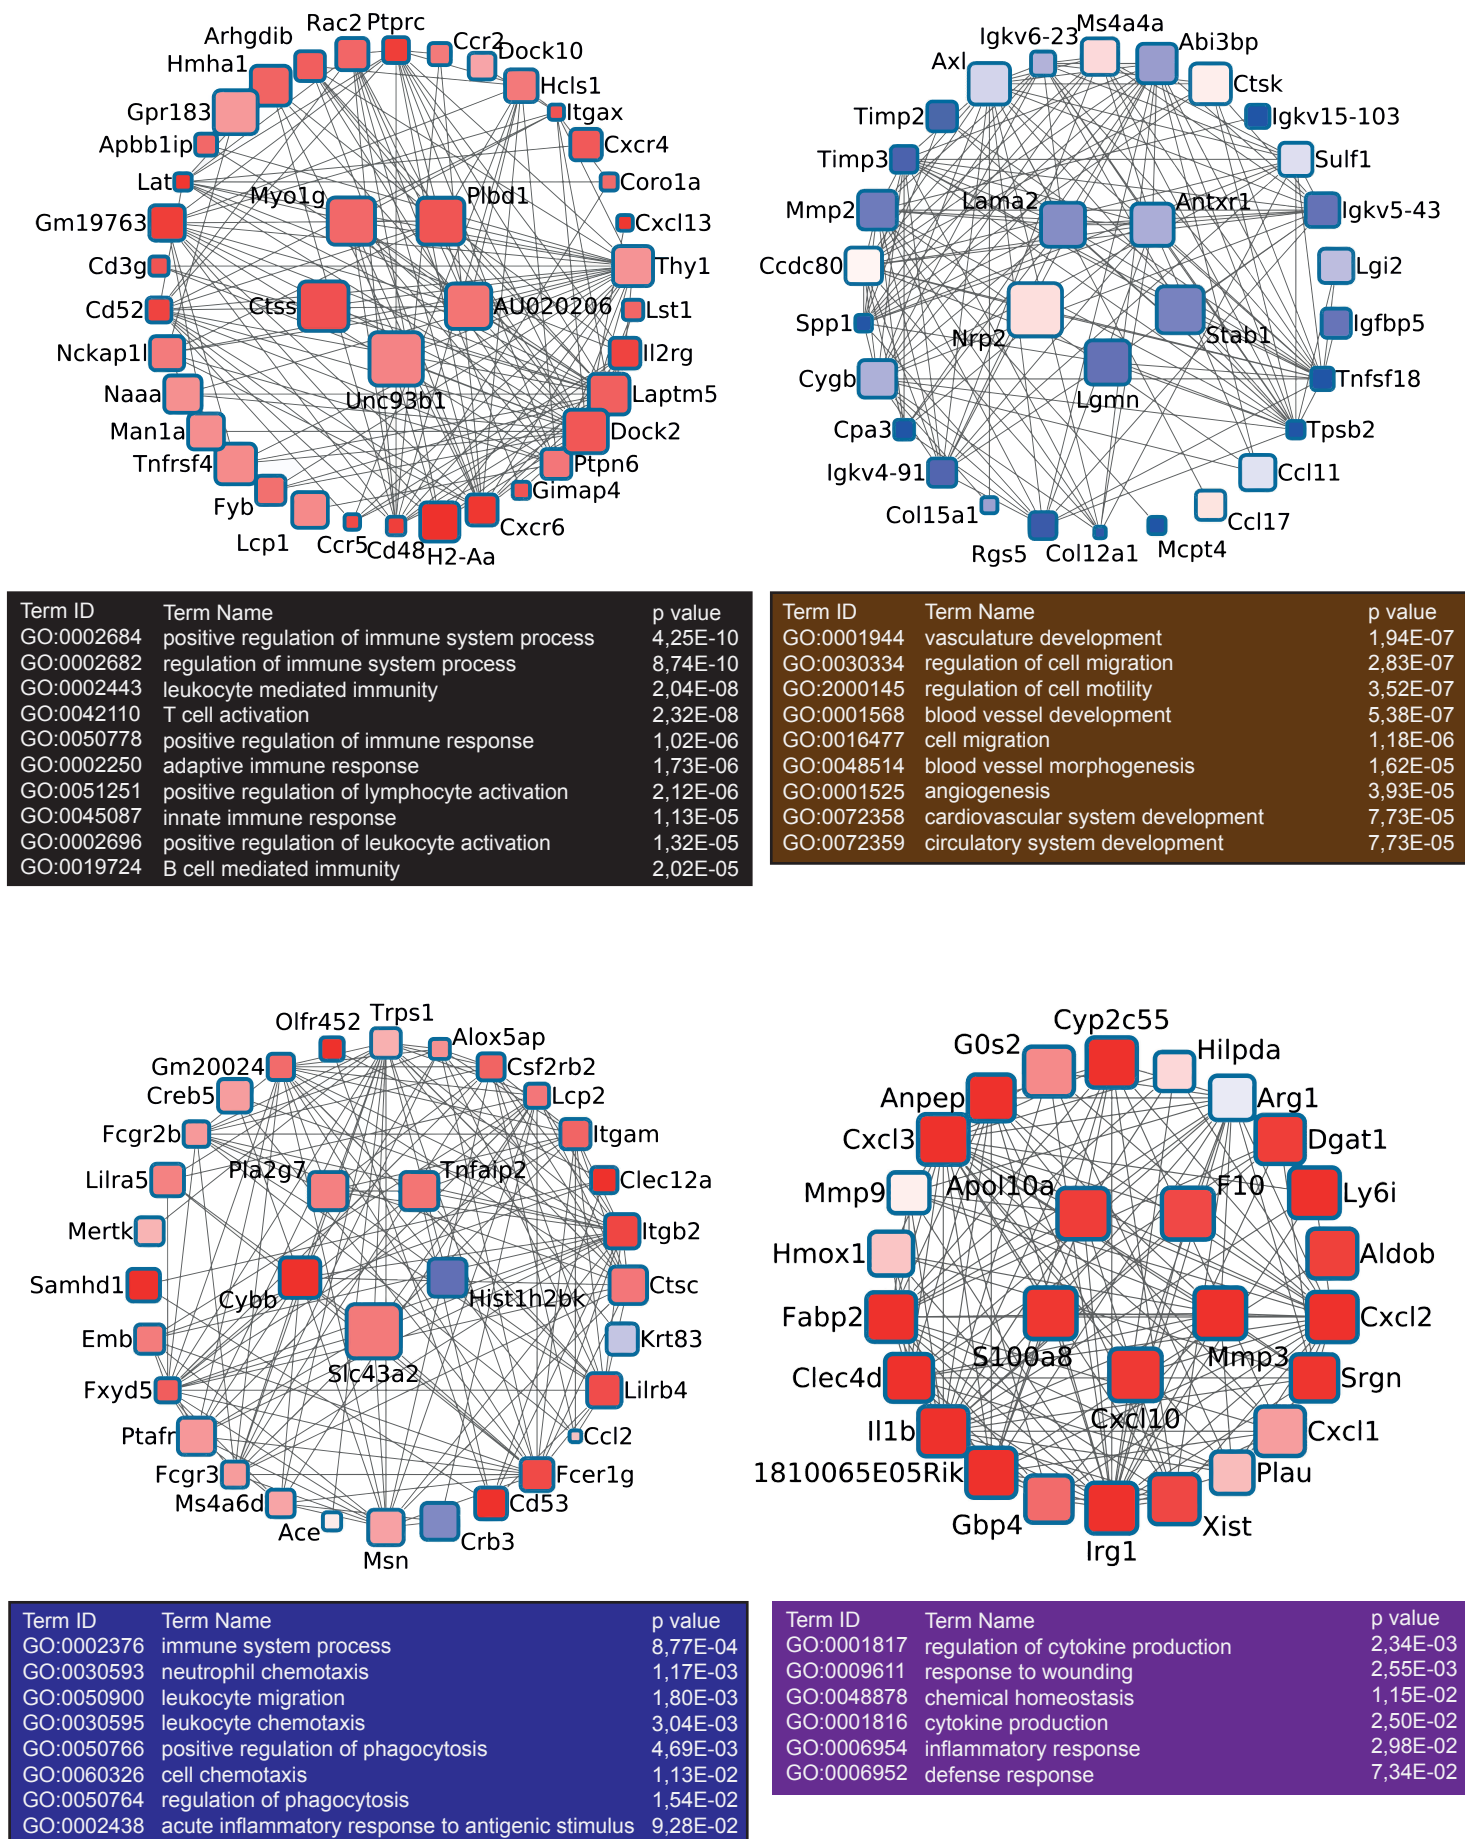 Rac2 Ptprc
Arhgdib
Ccr2
Dock10
Hmha1
Hcls1
Gpr183
Itgax
Apbb1ip
Cxcr4
Lat
Coro1a
Myo1g
Plbd1
Gm19763
Cxcl13
Cd3g
Thy1
Cd52
Ctss
AU020206
Lst1
Nckap1l
Il2rg
Naaa
Unc93b1
Laptm5
Man1a
Dock2
Tnfrsf4
Ptpn6
Gimap4
Fyb
Cxcr6
Lcp1
Ccr5
Cd48
H2-Aa
Ms4a4a
Igkv6-23
Abi3bp
Axl
Ctsk
Timp2
Igkv15-103
Timp3
Sulf1
Lama2
Antxr1
Mmp2
Igkv5-43
Ccdc80
Lgi2
Spp1
Nrp2
Stab1
Igfbp5
Cygb
Lgmn
Tnfsf18
Cpa3
Tpsb2
Igkv4-91
Ccl11
Col15a1
Ccl17
Rgs5
Col12a1
Mcpt4
Term ID Term Name p value
GO:0002684 positive regulation of immune system process 4,25E-10
GO:0002682 regulation of immune system process 8,74E-10
GO:0002443 leukocyte mediated immunity 2,04E-08
GO:0042110 T cell activation 2,32E-08
GO:0050778 positive regulation of immune response 1,02E-06
GO:0002250 adaptive immune response 1,73E-06
GO:0051251 positive regulation of lymphocyte activation 2,12E-06
GO:0045087 innate immune response 1,13E-05
GO:0002696 positive regulation of leukocyte activation 1,32E-05
GO:0019724 B cell mediated immunity 2,02E-05
Term ID Term Name p value
GO:0001944 vasculature development 1,94E-07
GO:0030334 regulation of cell migration 2,83E-07
GO:2000145 regulation of cell motility 3,52E-07
GO:0001568 blood vessel development 5,38E-07
GO:0016477 cell migration 1,18E-06
GO:0048514 blood vessel morphogenesis 1,62E-05
GO:0001525 angiogenesis 3,93E-05
GO:0072358 cardiovascular system development 7,73E-05
GO:0072359 circulatory system development 7,73E-05
Trps1
Olfr452
Alox5ap
Gm20024
Csf2rb2
Creb5
Lcp2
Fcgr2b
Itgam
Pla2g7
Tnfaip2
Lilra5
Clec12a
Mertk
Itgb2
Samhd1
Cybb
Hist1h2bk
Ctsc
Emb
Krt83
Slc43a2
Fxyd5
Lilrb4
Ptafr
Ccl2
Fcgr3
Fcer1g
Ms4a6d
Cd53
Ace
Crb3
Msn
Cyp2c55
G0s2
Hilpda
Anpep
Arg1
Cxcl3
Dgat1
Mmp9
Apol10a
F10
Ly6i
Hmox1
Aldob
Fabp2
Cxcl2
S100a8
Mmp3
Clec4d
Srgn
Cxcl10
Il1b
Cxcl1
1810065E05Rik
Plau
Gbp4
Xist
Irg1
Term ID Term Name p value
GO:0002376 immune system process 8,77E-04
GO:0030593 neutrophil chemotaxis 1,17E-03
GO:0050900 leukocyte migration 1,80E-03
GO:0030595 leukocyte chemotaxis 3,04E-03
GO:0050766 positive regulation of phagocytosis 4,69E-03
GO:0060326 cell chemotaxis 1,13E-02
GO:0050764 regulation of phagocytosis 1,54E-02
GO:0002438 acute inflammatory response to antigenic stimulus 9,28E-02
Term ID Term Name p value
GO:0001817 regulation of cytokine production 2,34E-03
GO:0009611 response to wounding 2,55E-03
GO:0048878 chemical homeostasis 1,15E-02
GO:0001816 cytokine production 2,50E-02
GO:0006954 inflammatory response 2,98E-02
GO:0006952 defense response 7,34E-02